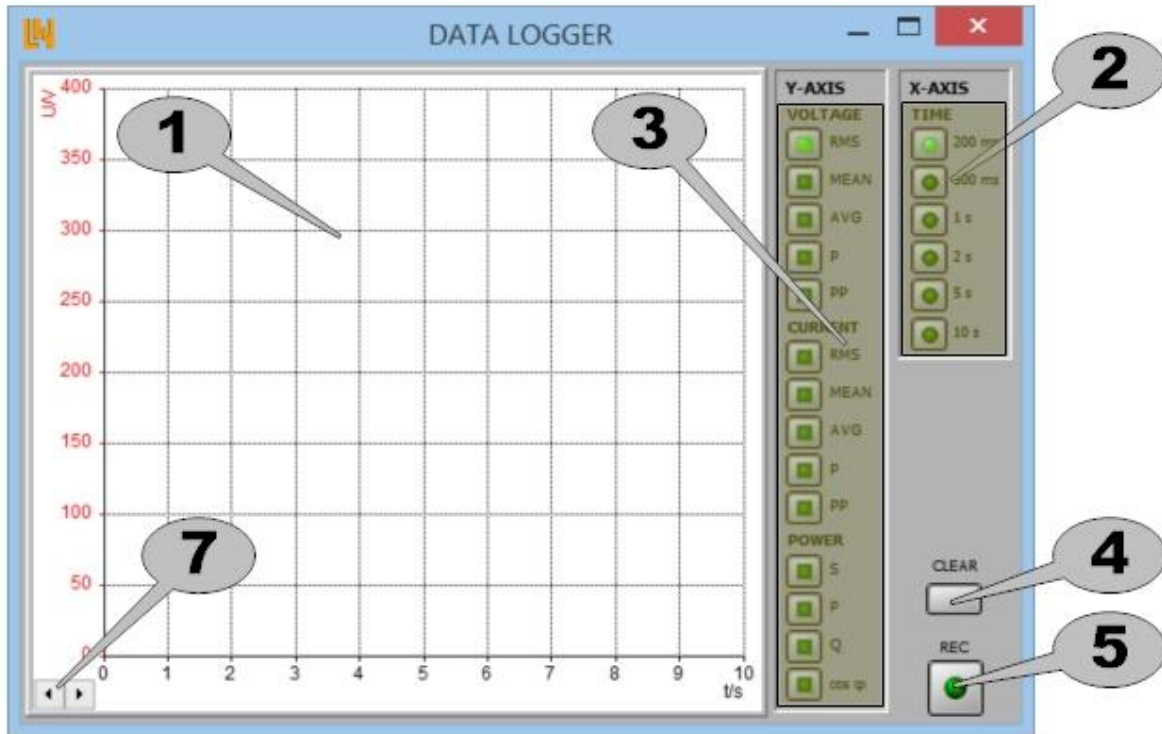 DATA LOGGER
U/V
400
350
300
250
200
150
100
50
0
0 1 2 3 4 5 6 7 8 9 10
t/s
Y-AXIS
VOLTAGE
RMS
MEAN
AVG
P
PP
CURRENT
RMS
MEAN
AVG
P
PP
POWER
S
P
Q
cos φ
X-AXIS
TIME
200 ms
1 s
2 s
5 s
10 s
CLEAR
REC
1
2
3
4
5
7